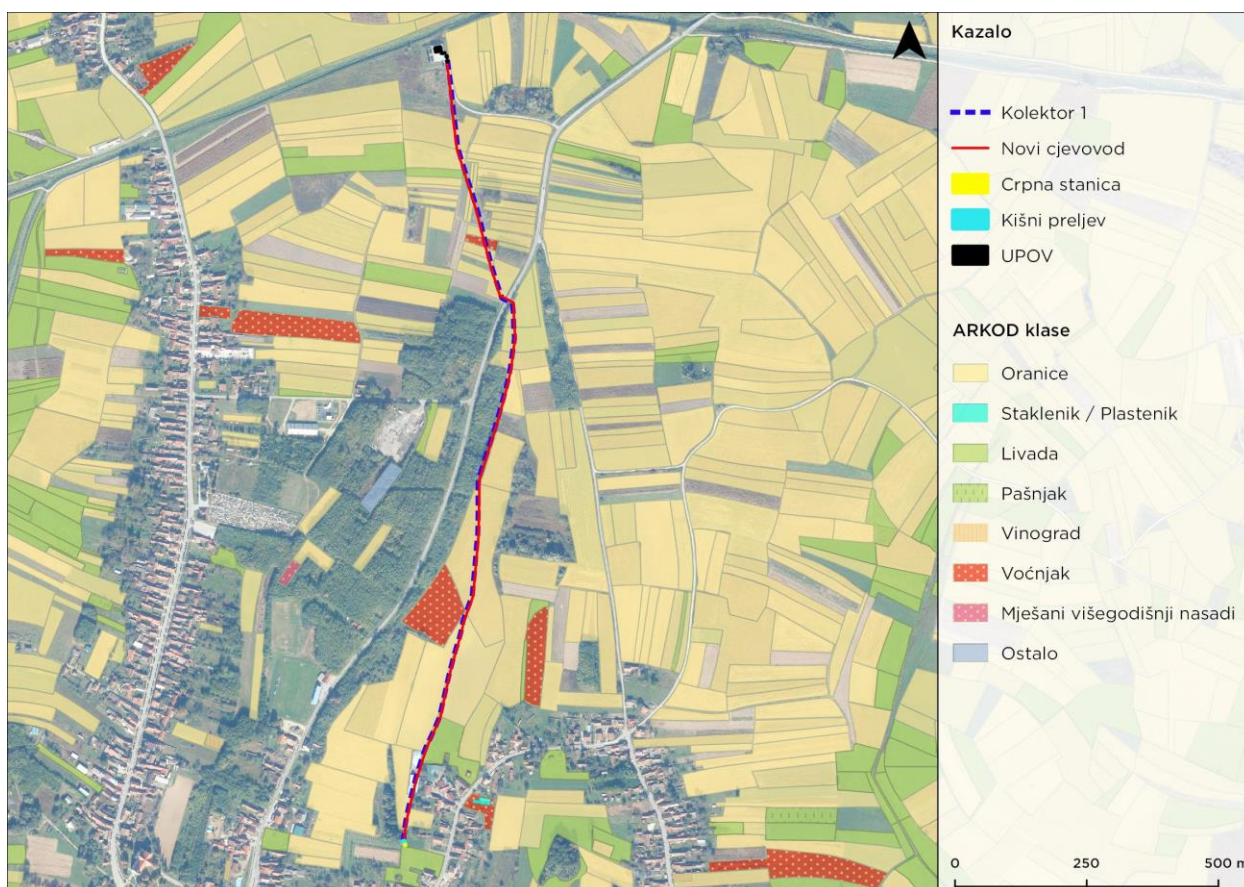 Kazalo
Kolektor 1
Novi cjevovod
Crpna stanica
Kišni preljev
UPOV
ARKOD klase
Oranice
Staklenik / Plastenik
Livada
Pašnjak
Vinograd
Voćnjak
Mješani višegodišnji nasadi
Ostalo
0 250 500 m